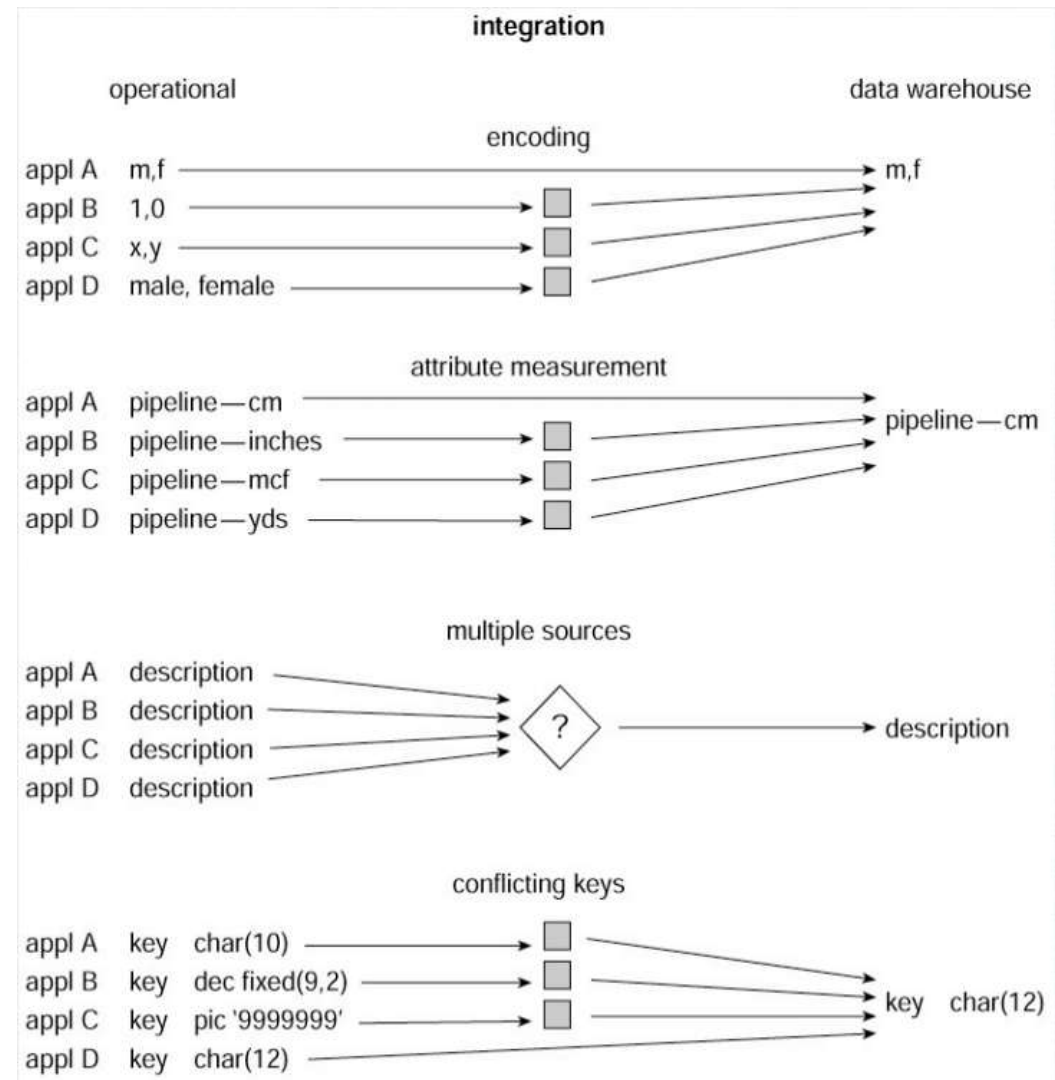 integration
operational data warehouse
encoding
appl A m,f m,f
appl B 1,0
appl C x,y
appl D male, female
attribute measurement
appl A pipeline—cm
pipeline—cm
appl B pipeline—inches
appl C pipeline—mcf
appl D pipeline—yds
multiple sources
appl A description
appl B description
? description
appl C description
appl D description
conflicting keys
appl A key char(10)
appl B key dec fixed(9,2)
key char(12)
appl C key pic '9999999'
appl D key char(12)